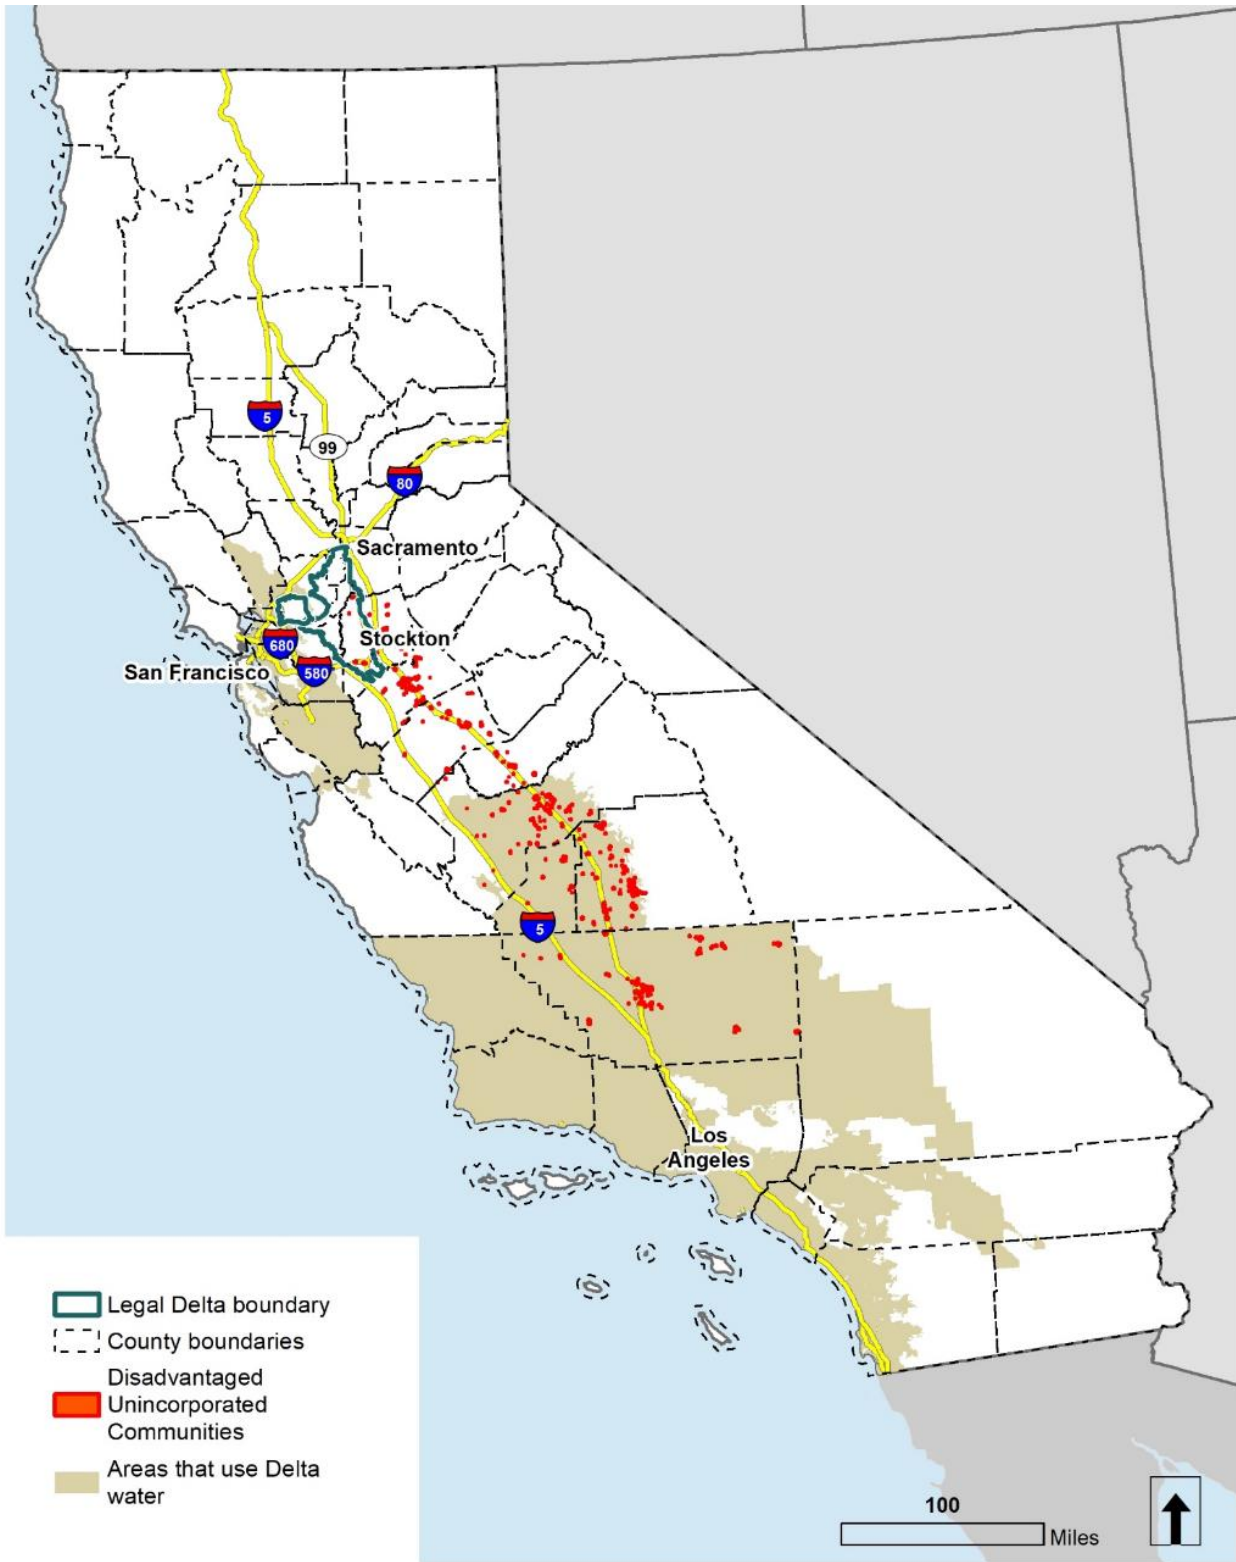 5
99
80
Sacramento
Stockton
680
San Francisco
580
5
Los
Angeles
Legal Delta boundary
County boundaries
Disadvantaged
Unincorporated
Communities
Areas that use Delta
water
100
Miles